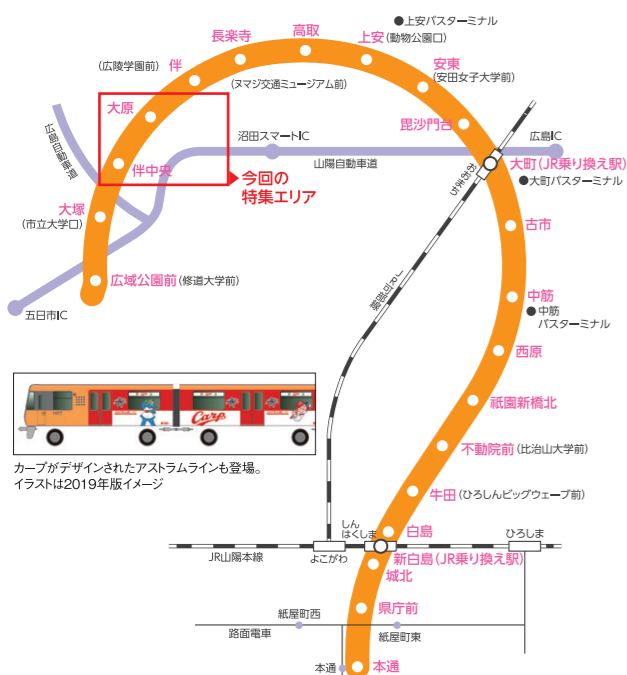 上安バスターミナル
高取
長楽寺
上安
(動物公園口)
伴
(広陵学園前)
安東
(安田女子大学前)
(ヌマジ交通ミュージアム前)
大原
毘沙門台
広島自動車道
沼田スマートIC
広島IC
山陽自動車道
大町(JR乗り換え駅)
おおまち
大町バスターミナル
伴中央
今回の
特集エリア
大塚
(市立大学口)
古市
広域公園前(修道大学前)
JR可部線
中筋
中筋
バスターミナル
五日市IC
西原
Carp
祇園新橋北
カープがデザインされたアストラムラインも登場。
イラストは2019年版イメージ
不動院前(比治山大学前)
牛田(ひろしんビッグウェーブ前)
白島
しん
はくしま
ひろしま
JR山陽本線
よこがわ
新白島(JR乗り換え駅)
城北
県庁前
紙屋町西
路面電車
紙屋町東
本通
本通